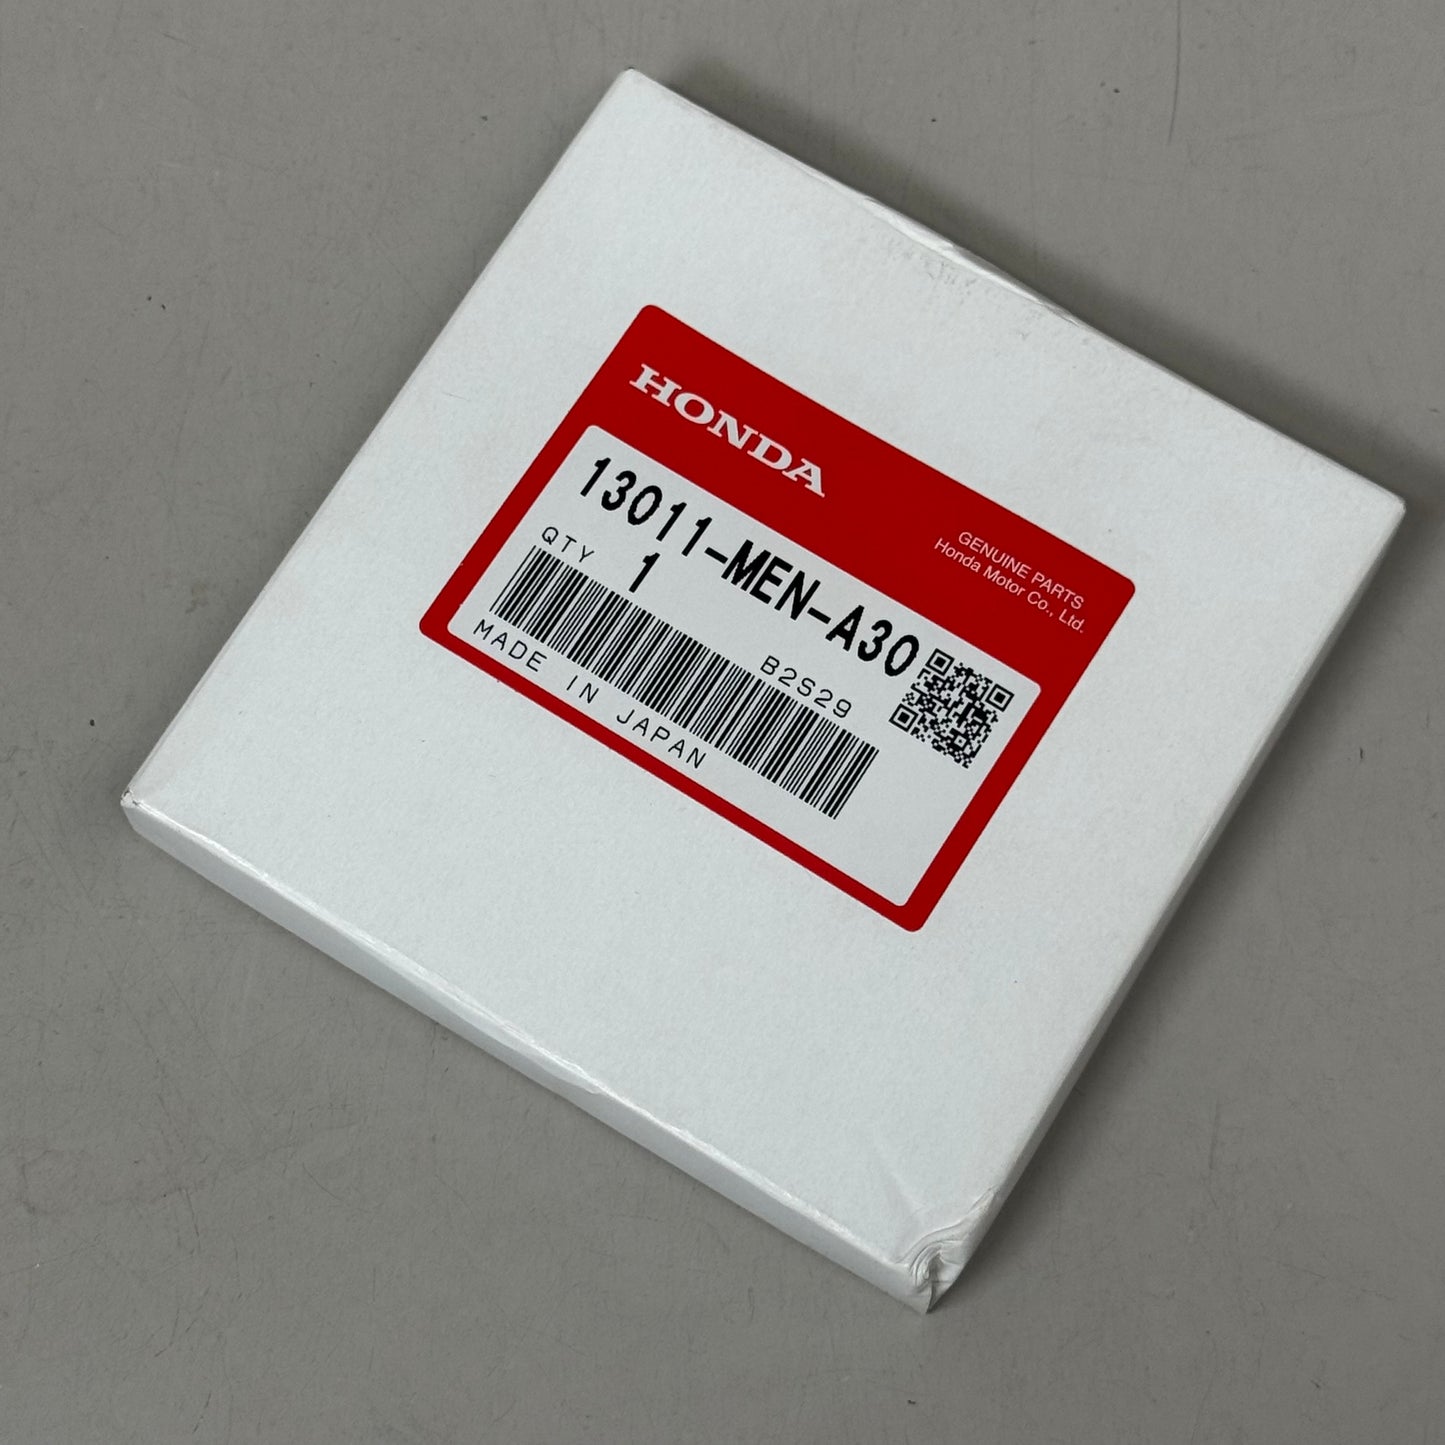 HONDA
GENUINE PARTS
Honda Motor Co., Ltd.
13011-MEN-A30
QTY 1
B2S29
MADE IN JAPAN